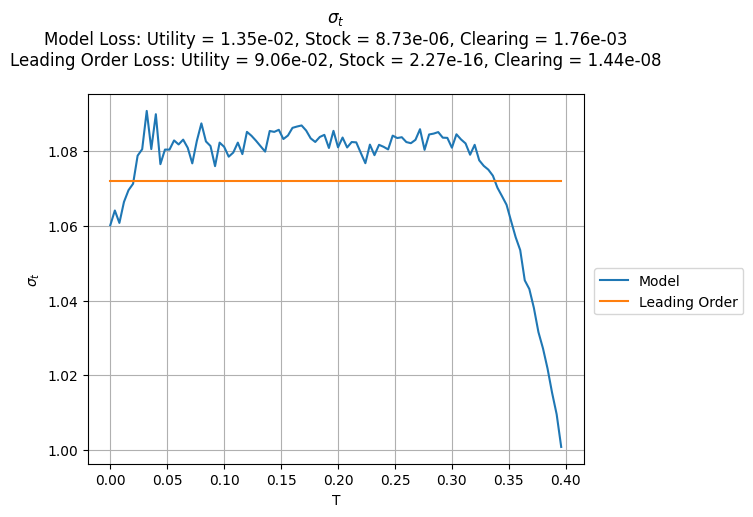 σₜ
Model Loss: Utility = 1.35e-02, Stock = 8.73e-06, Clearing = 1.76e-03
Leading Order Loss: Utility = 9.06e-02, Stock = 2.27e-16, Clearing = 1.44e-08
1.08
1.06
1.04
1.02
1.00
σₜ
0.00 0.05 0.10 0.15 0.20 0.25 0.30 0.35 0.40
T
Model
Leading Order